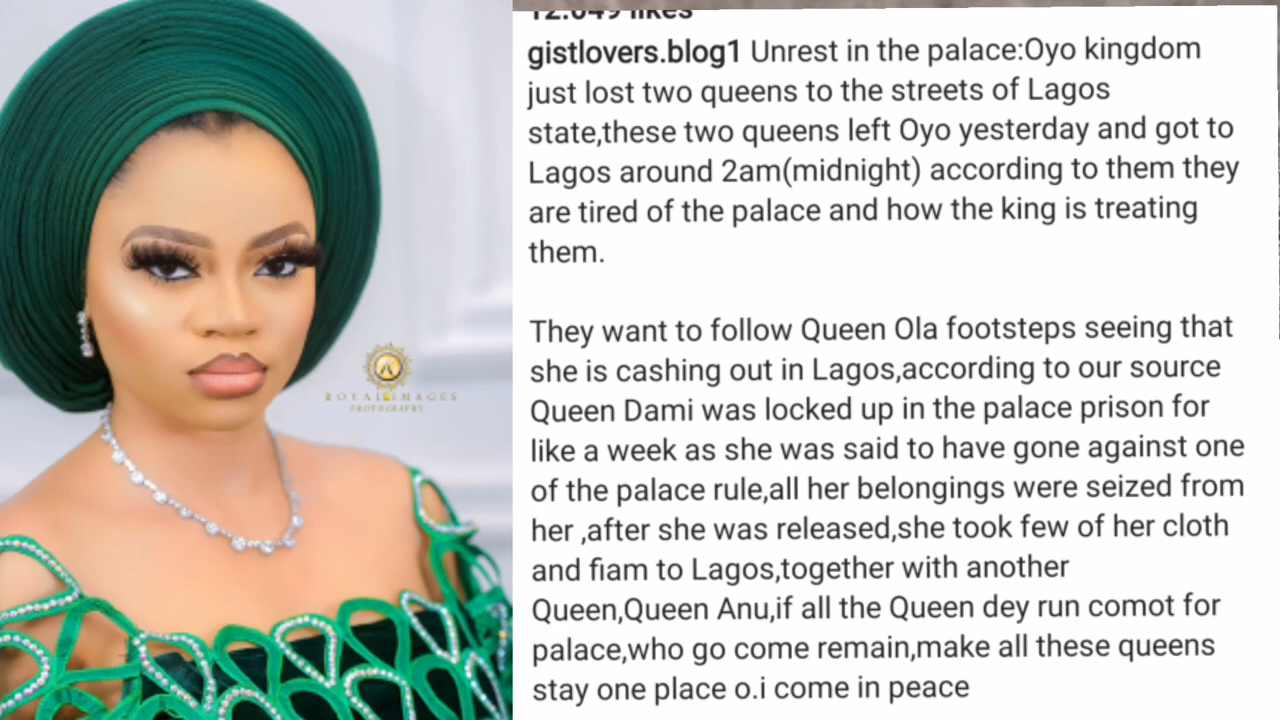 ROYAL IMAGES
PHOTOGRAPHY
12.049 likes
gistlovers.blog1 Unrest in the palace:Oyo kingdom
just lost two queens to the streets of Lagos
state,these two queens left Oyo yesterday and got to
Lagos around 2am(midnight) according to them they
are tired of the palace and how the king is treating
them.
They want to follow Queen Ola footsteps seeing that
she is cashing out in Lagos,according to our source
Queen Dami was locked up in the palace prison for
like a week as she was said to have gone against one
of the palace rule,all her belongings were seized from
her ,after she was released,she took few of her cloth
and fiam to Lagos,together with another
Queen,Queen Anu,if all the Queen dey run comot for
palace,who go come remain,make all these queens
stay one place o.i come in peace